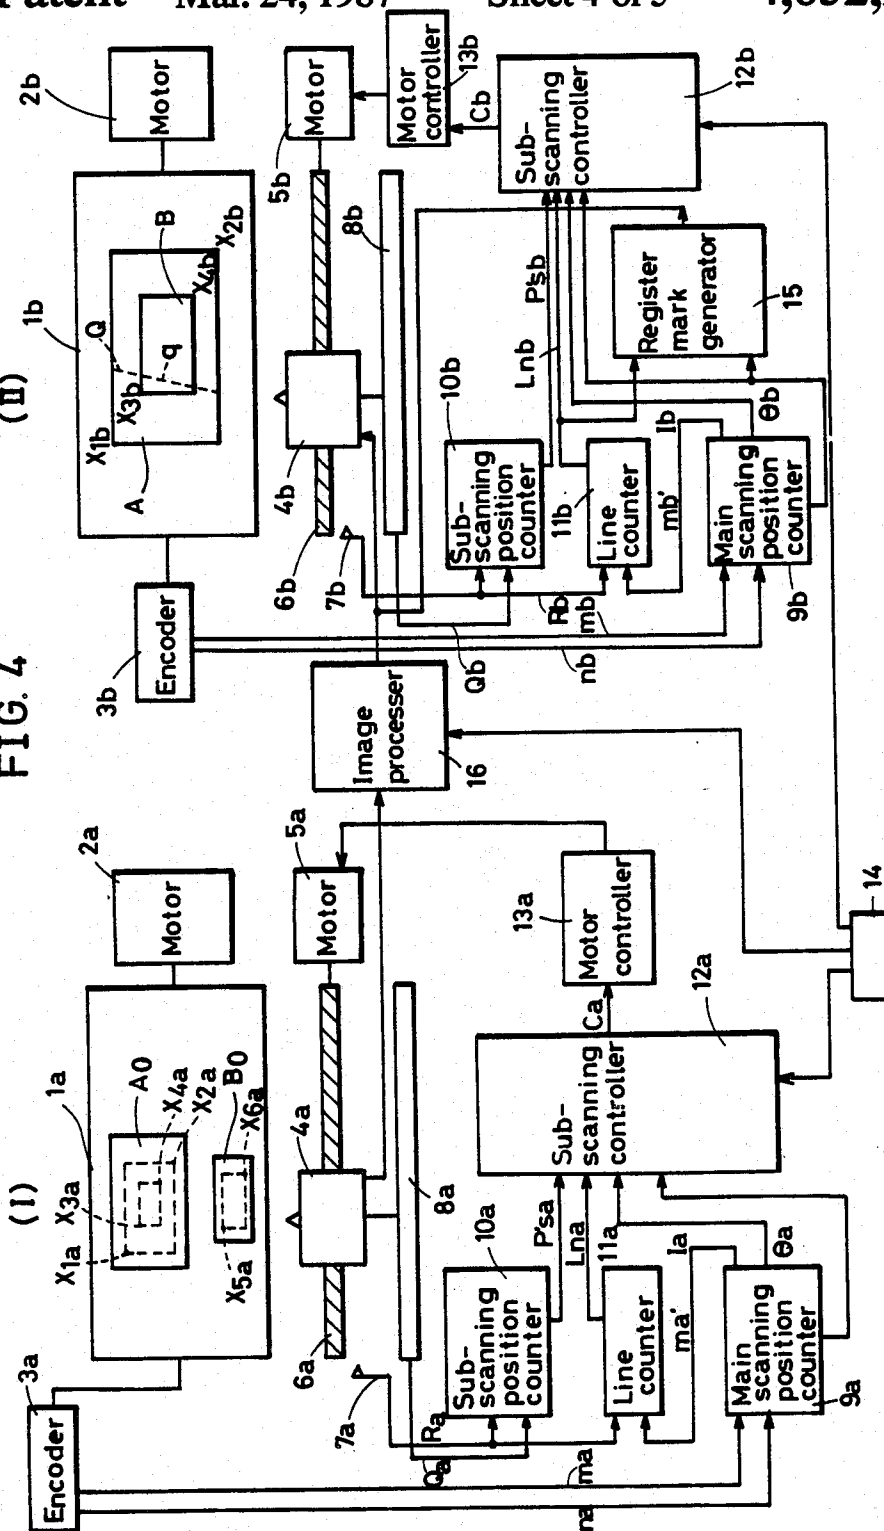 Patent Mar. 24, 1987 Sheet 4 of 5
FIG. 4
(I)
(II)
3a
Encoder
1a
X1a
X3a
A0
X4a
X2a
B0
X6a
X5a
2a
Motor
5a
Motor
4a
6a
7a
8a
Ra
Qa
ma
na
10a
Sub-
scanning
position
counter
P'sa
Lna
11a
Line
counter
ma'
Ia
Θa
Main
scanning
position
counter
9a
Sub-
scanning
controller
12a
Ca
13a
Motor
controller
14
Image
processer
16
3b
Encoder
1b
X1b
Q
X3b
q
A
B
X4b
X2b
2b
Motor
5b
Motor
4b
6b
7b
8b
Rb
mb
nb
Qb
10b
Sub-
scanning
position
counter
P'sb
Lnb
11b
Line
counter
mb'
Ib
Θb
Main
scanning
position
counter
9b
Register
mark
generator
15
Sub-
scanning
controller
12b
Cb
Motor
controller
13b